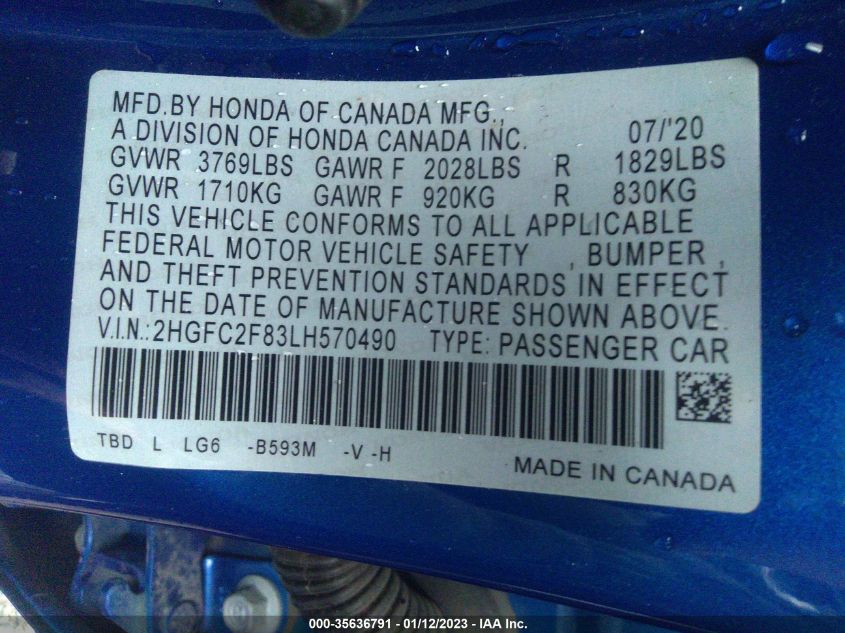 MFD.BY HONDA OF CANADA MFG.,
A DIVISION OF HONDA CANADA INC. 07/'20
GVWR 3769LBS GAWR F 2028LBS R 1829LBS
GVWR 1710KG GAWR F 920KG R 830KG
THIS VEHICLE CONFORMS TO ALL APPLICABLE
FEDERAL MOTOR VEHICLE SAFETY , BUMPER ,
AND THEFT PREVENTION STANDARDS IN EFFECT
ON THE DATE OF MANUFACTURE SHOWN ABOVE.
V.I.N.: 2HGFC2F83LH570490 TYPE: PASSENGER CAR
TBD L LG6 -B593M -V -H
MADE IN CANADA
000-35636791 - 01/12/2023 - IAA Inc.